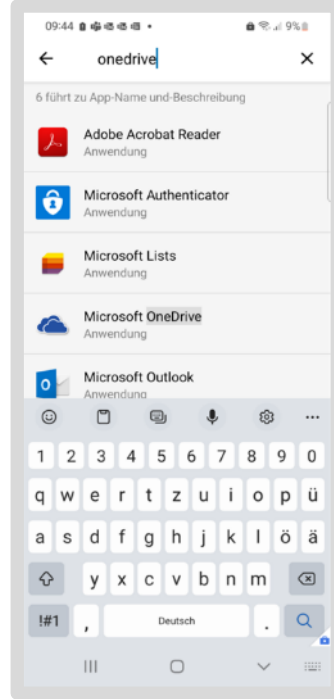 09:44
9%
onedrive
6 führt zu App-Name und-Beschreibung
Adobe Acrobat Reader
Anwendung
Microsoft Authenticator
Anwendung
Microsoft Lists
Anwendung
Microsoft OneDrive
Anwendung
Microsoft Outlook
Anwendung
1 2 3 4 5 6 7 8 9 0
q w e r t z u i o p ü
a s d f g h j k l ö ä
y x c v b n m
!#1 , Deutsch .